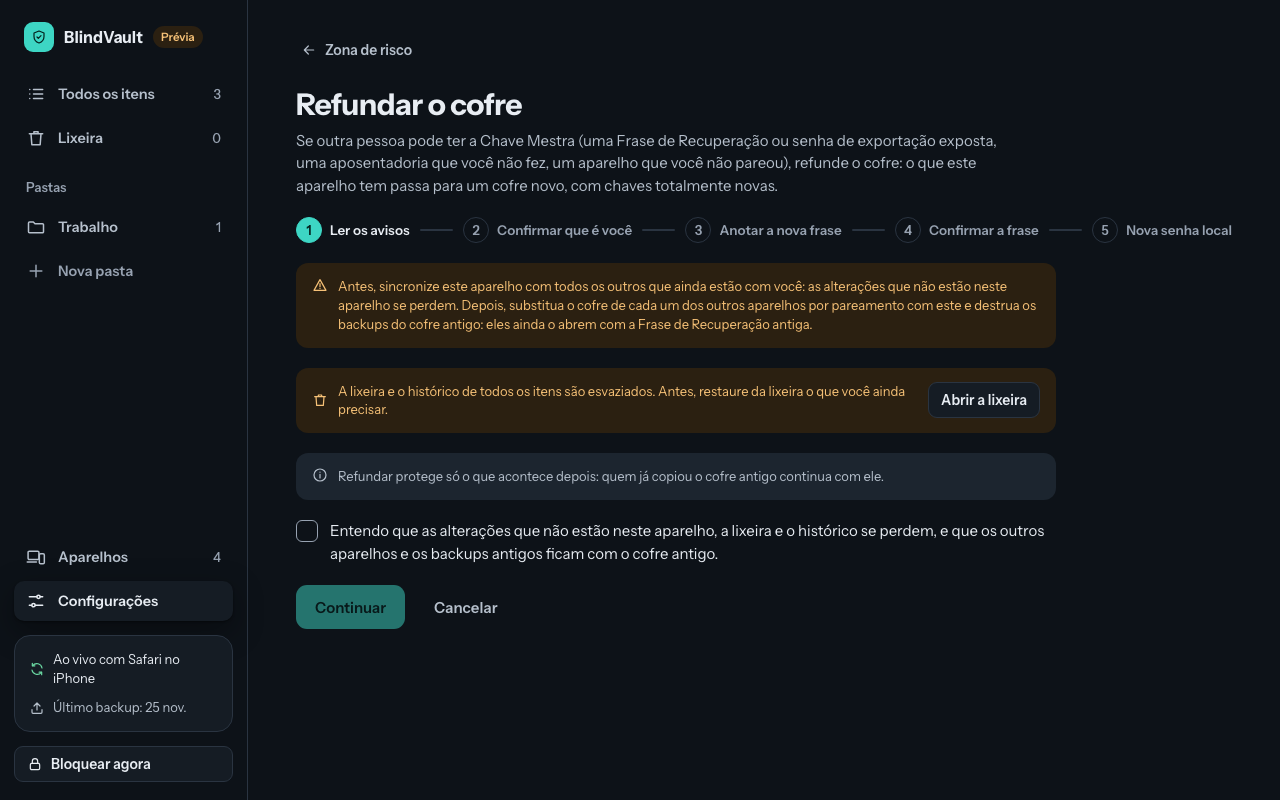 BlindVault Prévia
Todos os itens 3
Lixeira 0
Pastas
Trabalho 1
Nova pasta
Aparelhos 4
Configurações
Ao vivo com Safari no
iPhone
Último backup: 25 nov.
Bloquear agora
Zona de risco
Refundar o cofre
Se outra pessoa pode ter a Chave Mestra (uma Frase de Recuperação ou senha de exportação exposta,
uma aposentadoria que você não fez, um aparelho que você não pareou), refunde o cofre: o que este
aparelho tem passa para um cofre novo, com chaves totalmente novas.
1 Ler os avisos 2 Confirmar que é você 3 Anotar a nova frase 4 Confirmar a frase 5 Nova senha local
Antes, sincronize este aparelho com todos os outros que ainda estão com você: as alterações que não estão neste
aparelho se perdem. Depois, substitua o cofre de cada um dos outros aparelhos por pareamento com este e destrua os
backups do cofre antigo: eles ainda o abrem com a Frase de Recuperação antiga.
A lixeira e o histórico de todos os itens são esvaziados. Antes, restaure da lixeira o que você ainda
precisar.
Abrir a lixeira
Refundar protege só o que acontece depois: quem já copiou o cofre antigo continua com ele.
Entendo que as alterações que não estão neste aparelho, a lixeira e o histórico se perdem, e que os outros
aparelhos e os backups antigos ficam com o cofre antigo.
Continuar Cancelar